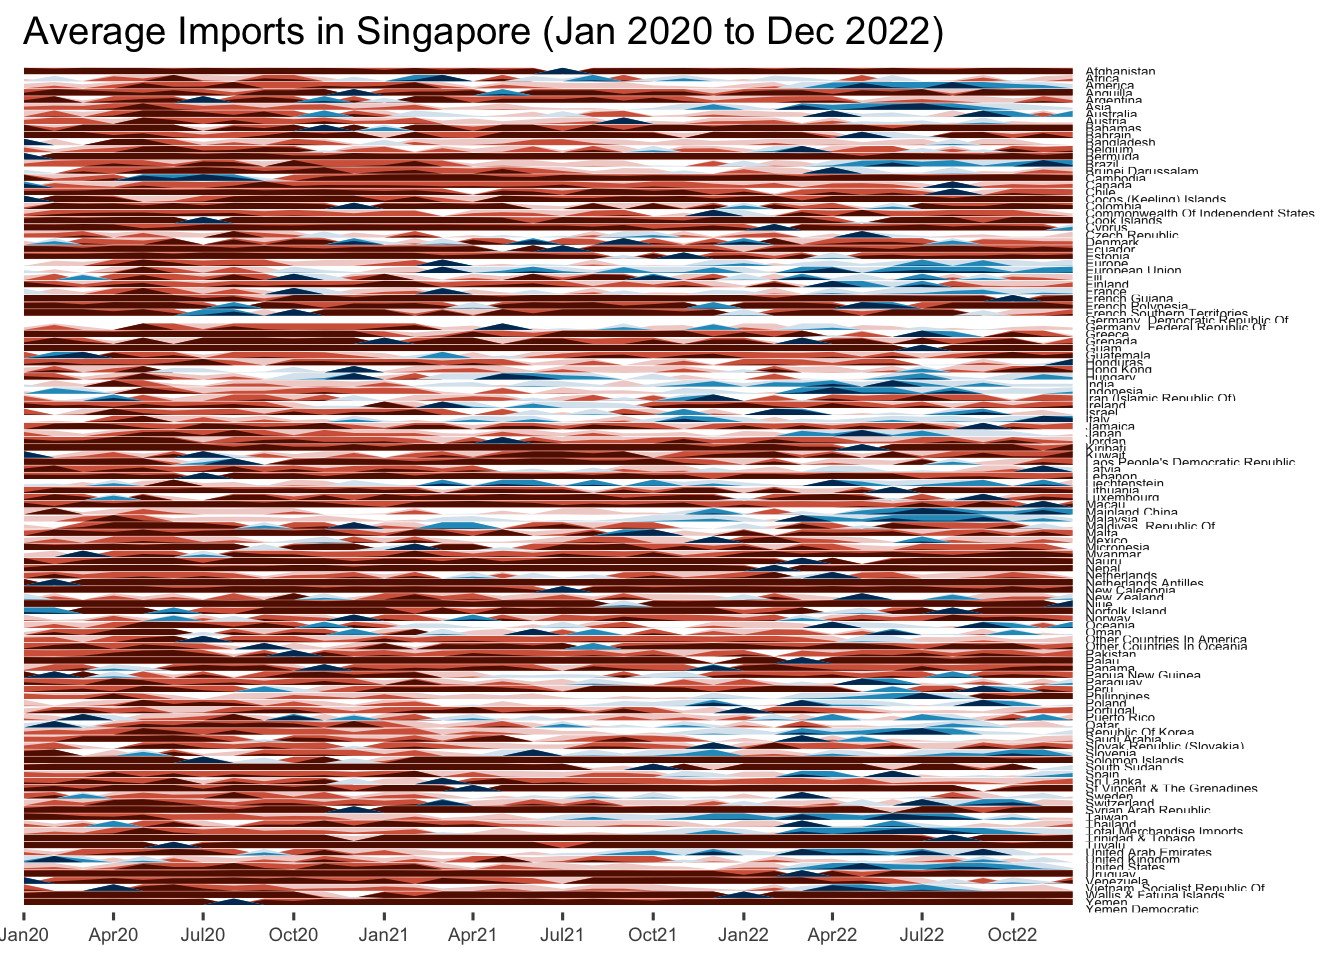 Average Imports in Singapore (Jan 2020 to Dec 2022)
Afghanistan
Africa
America
Anguilla
Argentina
Asia
Australia
Austria
Bahamas
Bahrain
Bangladesh
Belgium
Bermuda
Brazil
Brunei Darussalam
Cambodia
Canada
Chile
Cocos (Keeling) Islands
Colombia
Commonwealth Of Independent States
Cook Islands
Cyprus
Czech Republic
Denmark
Ecuador
Estonia
Europe
European Union
Fiji
Finland
France
French Guiana
French Polynesia
French Southern Territories
Germany, Democratic Republic Of
Germany, Federal Republic Of
Greece
Grenada
Guam
Guatemala
Honduras
Hong Kong
Hungary
India
Indonesia
Iran (Islamic Republic Of)
Ireland
Israel
Italy
Jamaica
Japan
Jordan
Kiribati
Kuwait
Laos People's Democratic Republic
Latvia
Lebanon
Liechtenstein
Lithuania
Luxembourg
Macau
Mainland China
Malaysia
Maldives, Republic Of
Malta
Mexico
Micronesia
Myanmar
Nauru
Nepal
Netherlands
Netherlands Antilles
New Caledonia
New Zealand
Niue
Norfolk Island
Norway
Oceania
Oman
Other Countries In America
Other Countries In Oceania
Pakistan
Palau
Panama
Papua New Guinea
Paraguay
Peru
Philippines
Poland
Portugal
Puerto Rico
Qatar
Republic Of Korea
Saudi Arabia
Slovak Republic (Slovakia)
Slovenia
Solomon Islands
South Sudan
Spain
Sri Lanka
St Vincent & The Grenadines
Sweden
Switzerland
Syrian Arab Republic
Taiwan
Thailand
Total Merchandise Imports
Trinidad & Tobago
Tuvalu
United Arab Emirates
United Kingdom
United States
Uruguay
Venezuela
Vietnam, Socialist Republic Of
Wallis & Fatuna Islands
Yemen
Yemen Democratic
Jan20 Apr20 Jul20 Oct20 Jan21 Apr21 Jul21 Oct21 Jan22 Apr22 Jul22 Oct22